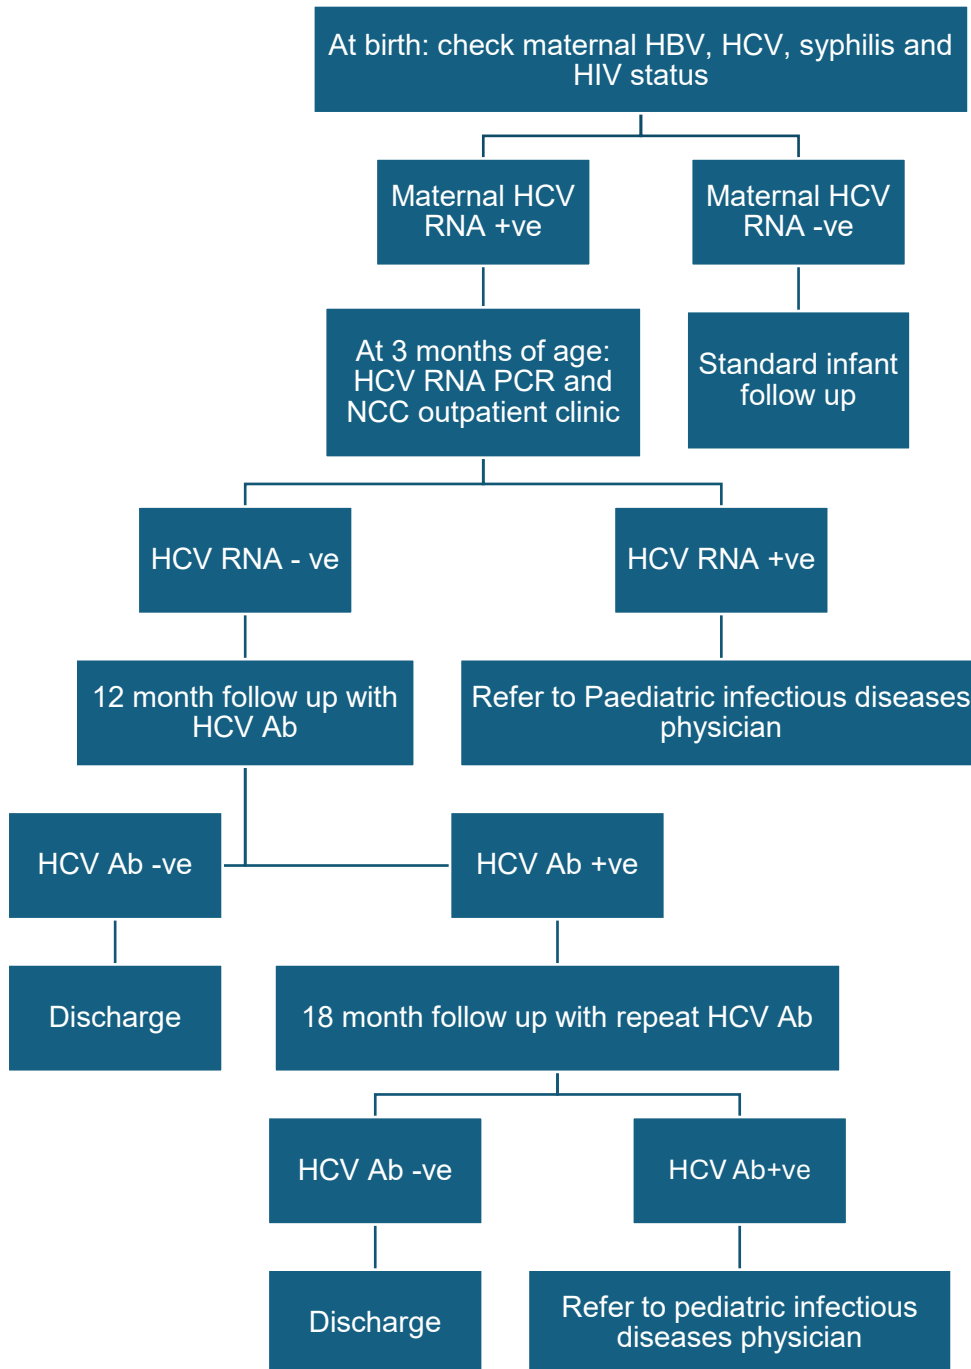 At birth: check maternal HBV, HCV, syphilis and
HIV status
Maternal HCV
RNA +ve
Maternal HCV
RNA -ve
At 3 months of age:
HCV RNA PCR and
NCC outpatient clinic
Standard infant
follow up
HCV RNA - ve
HCV RNA +ve
12 month follow up with
HCV Ab
Refer to Paediatric infectious diseases
physician
HCV Ab -ve
HCV Ab +ve
Discharge
18 month follow up with repeat HCV Ab
HCV Ab -ve
HCV Ab+ve
Discharge
Refer to pediatric infectious
diseases physician